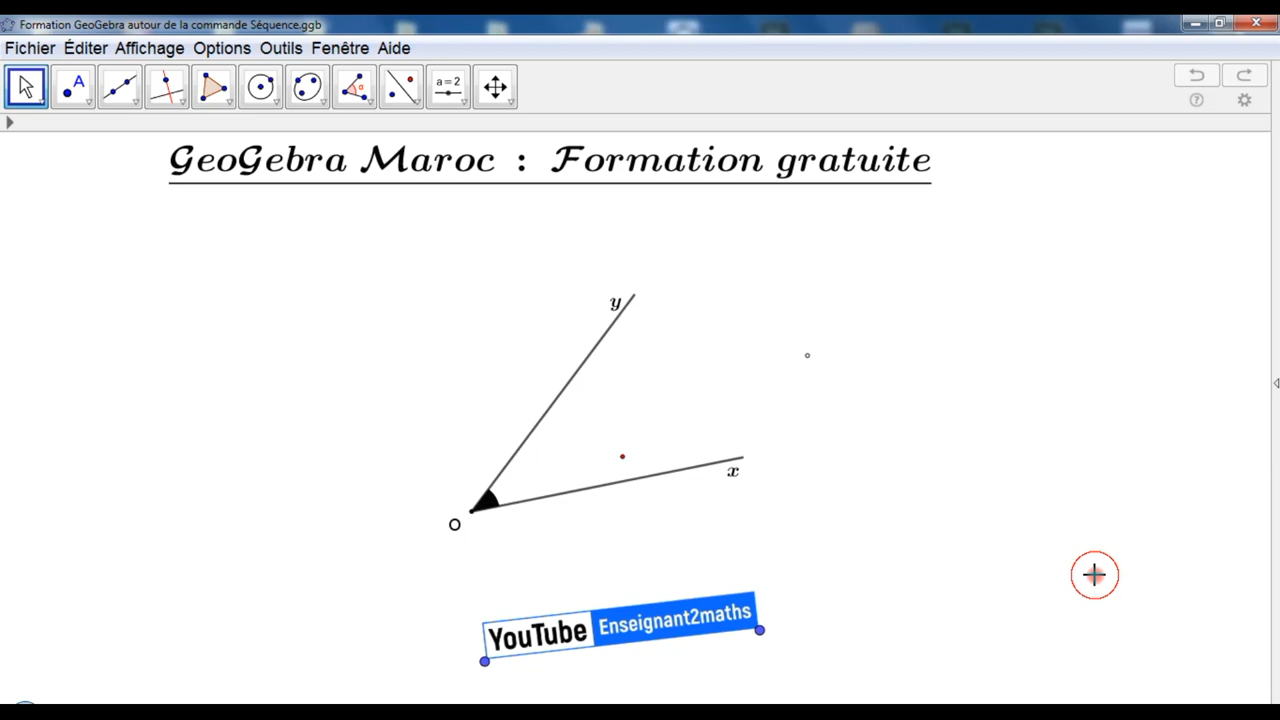 Formation GeoGebra autour de la commande Séquence.ggb
Fichier Éditer Affichage Options Outils Fenêtre Aide
A
α
a=2
GeoGebra Maroc : Formation gratuite
y
x
O
YouTube Enseignant2maths